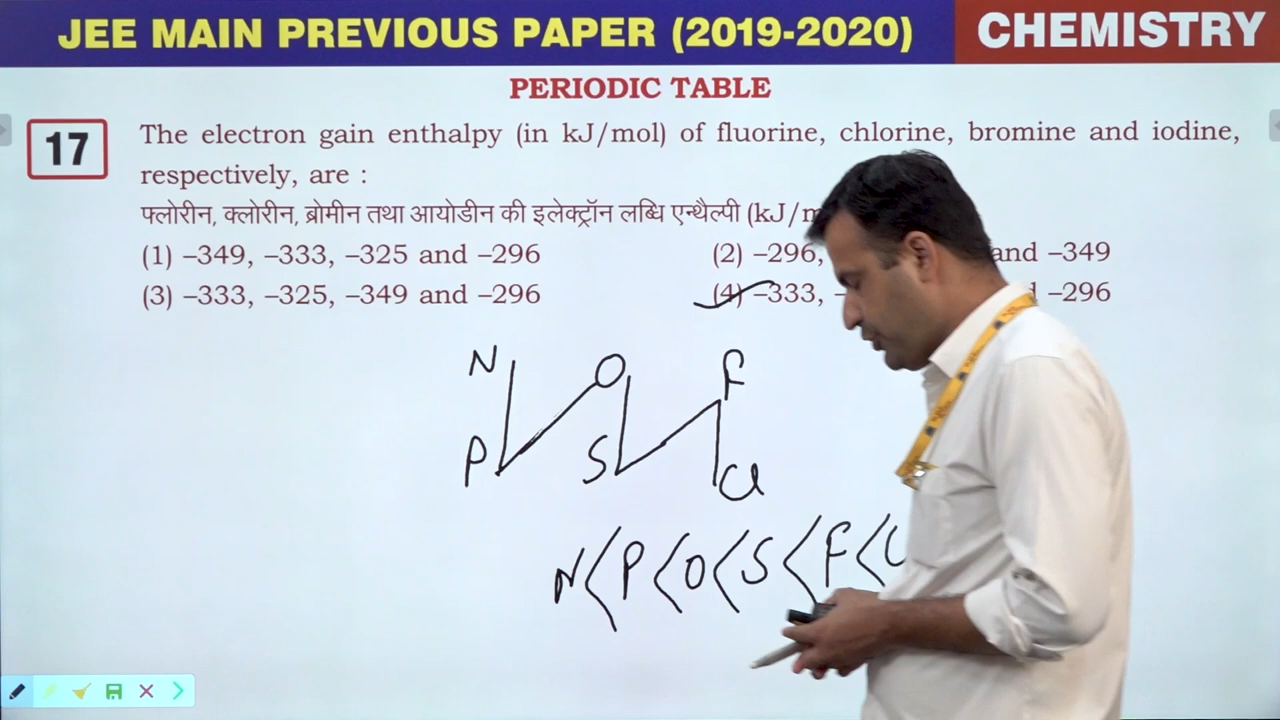 JEE MAIN PREVIOUS PAPER (2019-2020) CHEMISTRY
PERIODIC TABLE
17 The electron gain enthalpy (in kJ/mol) of fluorine, chlorine, bromine and iodine,
respectively, are :
फ्लोरीन, क्लोरीन, ब्रोमीन तथा आयोडीन की इलेक्ट्रॉन लब्धि एन्थैल्पी
(1) –349, –333, –325 and –296 (2) –296, and –349
(3) –333, –325, –349 and –296 (4) –333, –296
N O F
P S Cl
N<P<O<S<F<